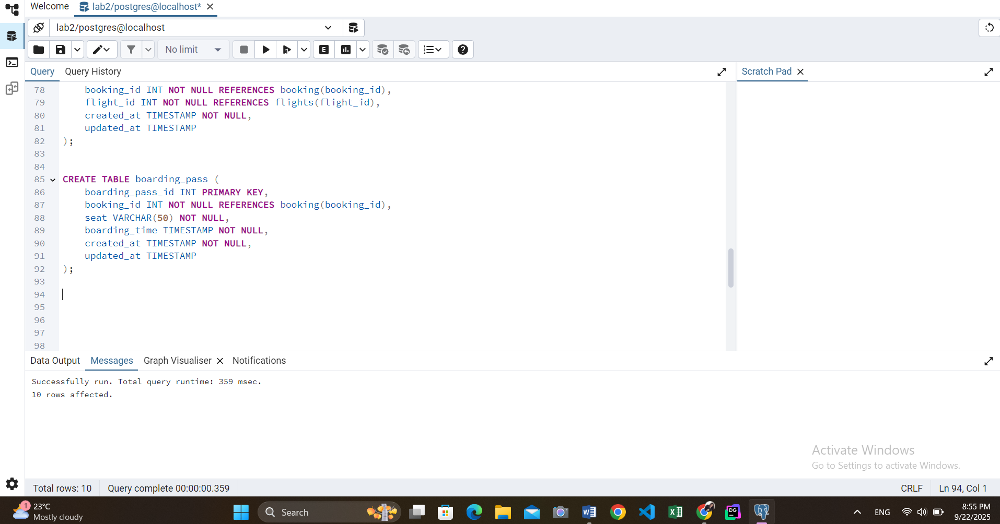 Welcome
lab2/postgres@localhost*
lab2/postgres@localhost
No limit
E
Query
Query History
Scratch Pad
78 booking_id INT NOT NULL REFERENCES booking(booking_id),
79 flight_id INT NOT NULL REFERENCES flights(flight_id),
80 created_at TIMESTAMP NOT NULL,
81 updated_at TIMESTAMP
82 );
83
84
85 CREATE TABLE boarding_pass (
86 boarding_pass_id INT PRIMARY KEY,
87 booking_id INT NOT NULL REFERENCES booking(booking_id),
88 seat VARCHAR(50) NOT NULL,
89 boarding_time TIMESTAMP NOT NULL,
90 created_at TIMESTAMP NOT NULL,
91 updated_at TIMESTAMP
92 );
93
94
95
96
97
98
Data Output
Messages
Graph Visualiser
Notifications
Successfully run. Total query runtime: 359 msec.
10 rows affected.
Activate Windows
Go to Settings to activate Windows.
Total rows: 10
Query complete 00:00:00.359
CRLF
Ln 94, Col 1
1
23°C
Mostly cloudy
Search
DG
ENG
8:55 PM
9/22/2025